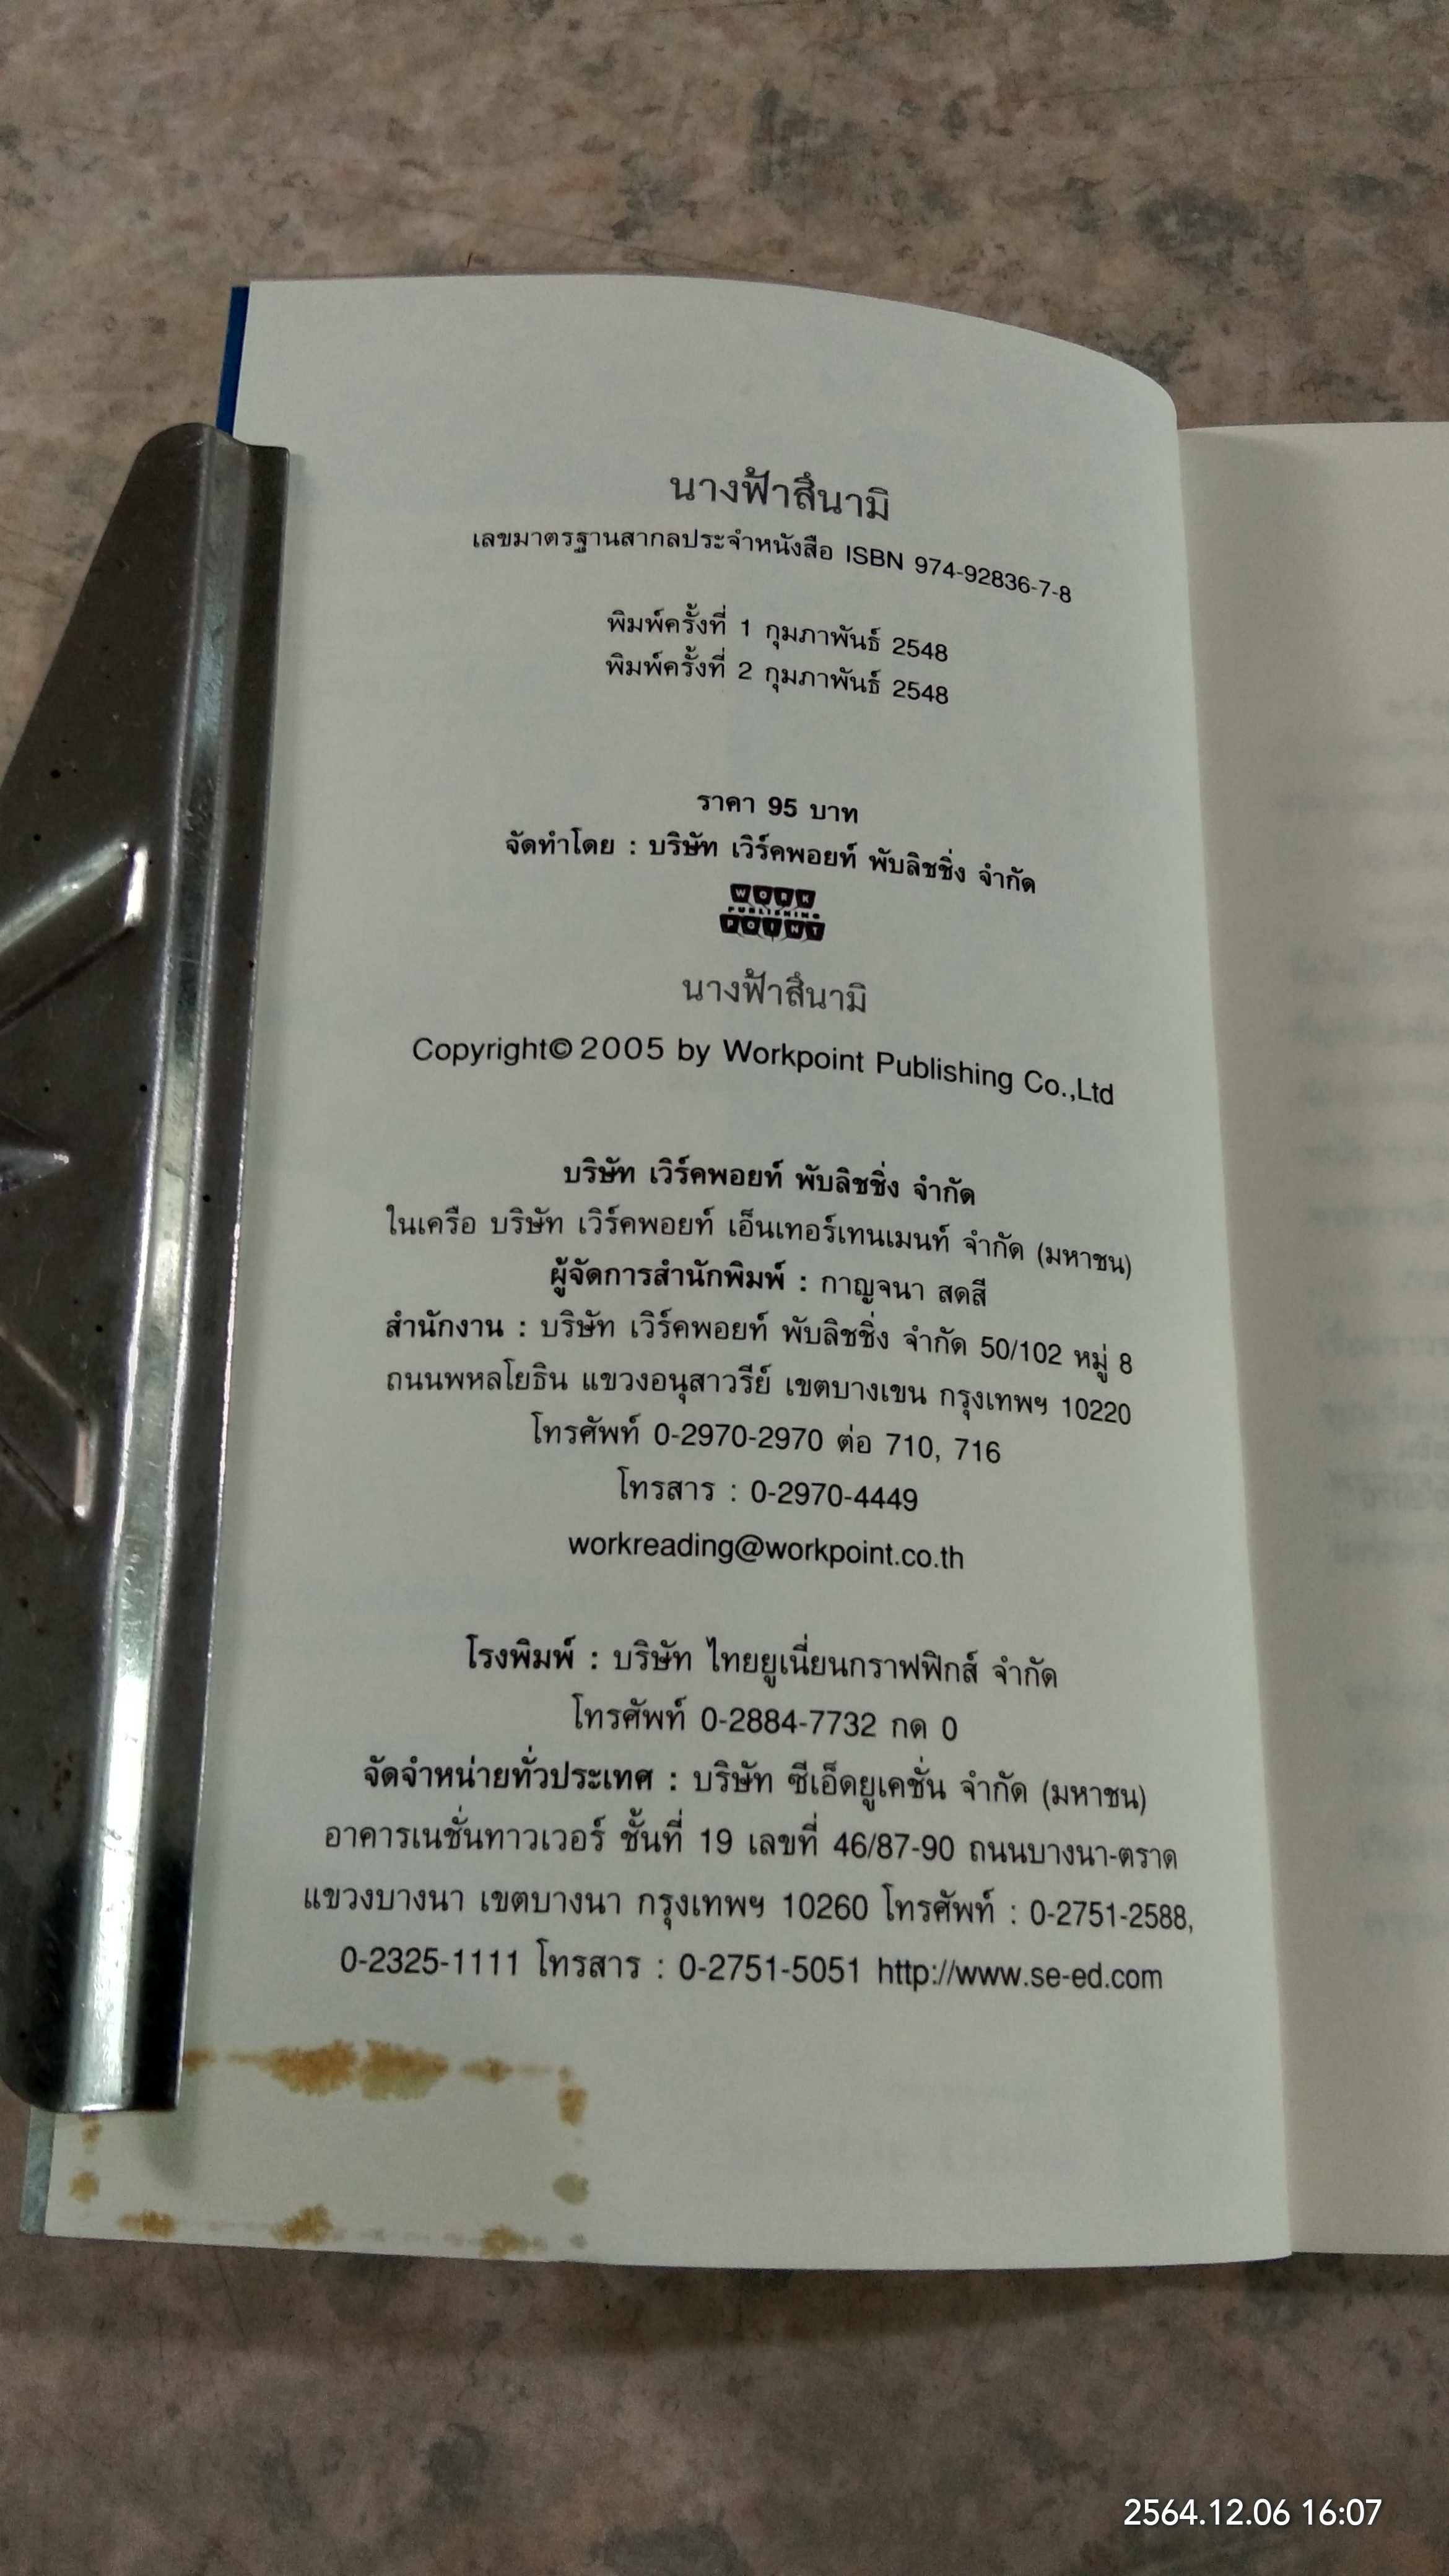 นางฟ้าสึนามิ
เลขมาตรฐานสากลประจำหนังสือ ISBN 974-92836-7-8
พิมพ์ครั้งที่ 1 กุมภาพันธ์ 2548
พิมพ์ครั้งที่ 2 กุมภาพันธ์ 2548
ราคา 95 บาท
จัดทำโดย : บริษัท เวิร์คพอยท์ พับลิชชิ่ง จำกัด
WORK
PUBLISHING
POINT
นางฟ้าสึนามิ
Copyright© 2005 by Workpoint Publishing Co.,Ltd
บริษัท เวิร์คพอยท์ พับลิชชิ่ง จำกัด
ในเครือ บริษัท เวิร์คพอยท์ เอ็นเทอร์เทนเมนท์ จำกัด (มหาชน)
ผู้จัดการสำนักพิมพ์ : กาญจนา สดสี
สำนักงาน : บริษัท เวิร์คพอยท์ พับลิชชิ่ง จำกัด 50/102 หมู่ 8
ถนนพหลโยธิน แขวงอนุสาวรีย์ เขตบางเขน กรุงเทพฯ 10220
โทรศัพท์ 0-2970-2970 ต่อ 710, 716
โทรสาร : 0-2970-4449
workreading@workpoint.co.th
โรงพิมพ์ : บริษัท ไทยยูเนี่ยนกราฟฟิกส์ จำกัด
โทรศัพท์ 0-2884-7732 กด 0
จัดจำหน่ายทั่วประเทศ : บริษัท ซีเอ็ดยูเคชั่น จำกัด (มหาชน)
อาคารเนชั่นทาวเวอร์ ชั้นที่ 19 เลขที่ 46/87-90 ถนนบางนา-ตราด
แขวงบางนา เขตบางนา กรุงเทพฯ 10260 โทรศัพท์ : 0-2751-2588,
0-2325-1111 โทรสาร : 0-2751-5051 http://www.se-ed.com
2564.12.06 16:07